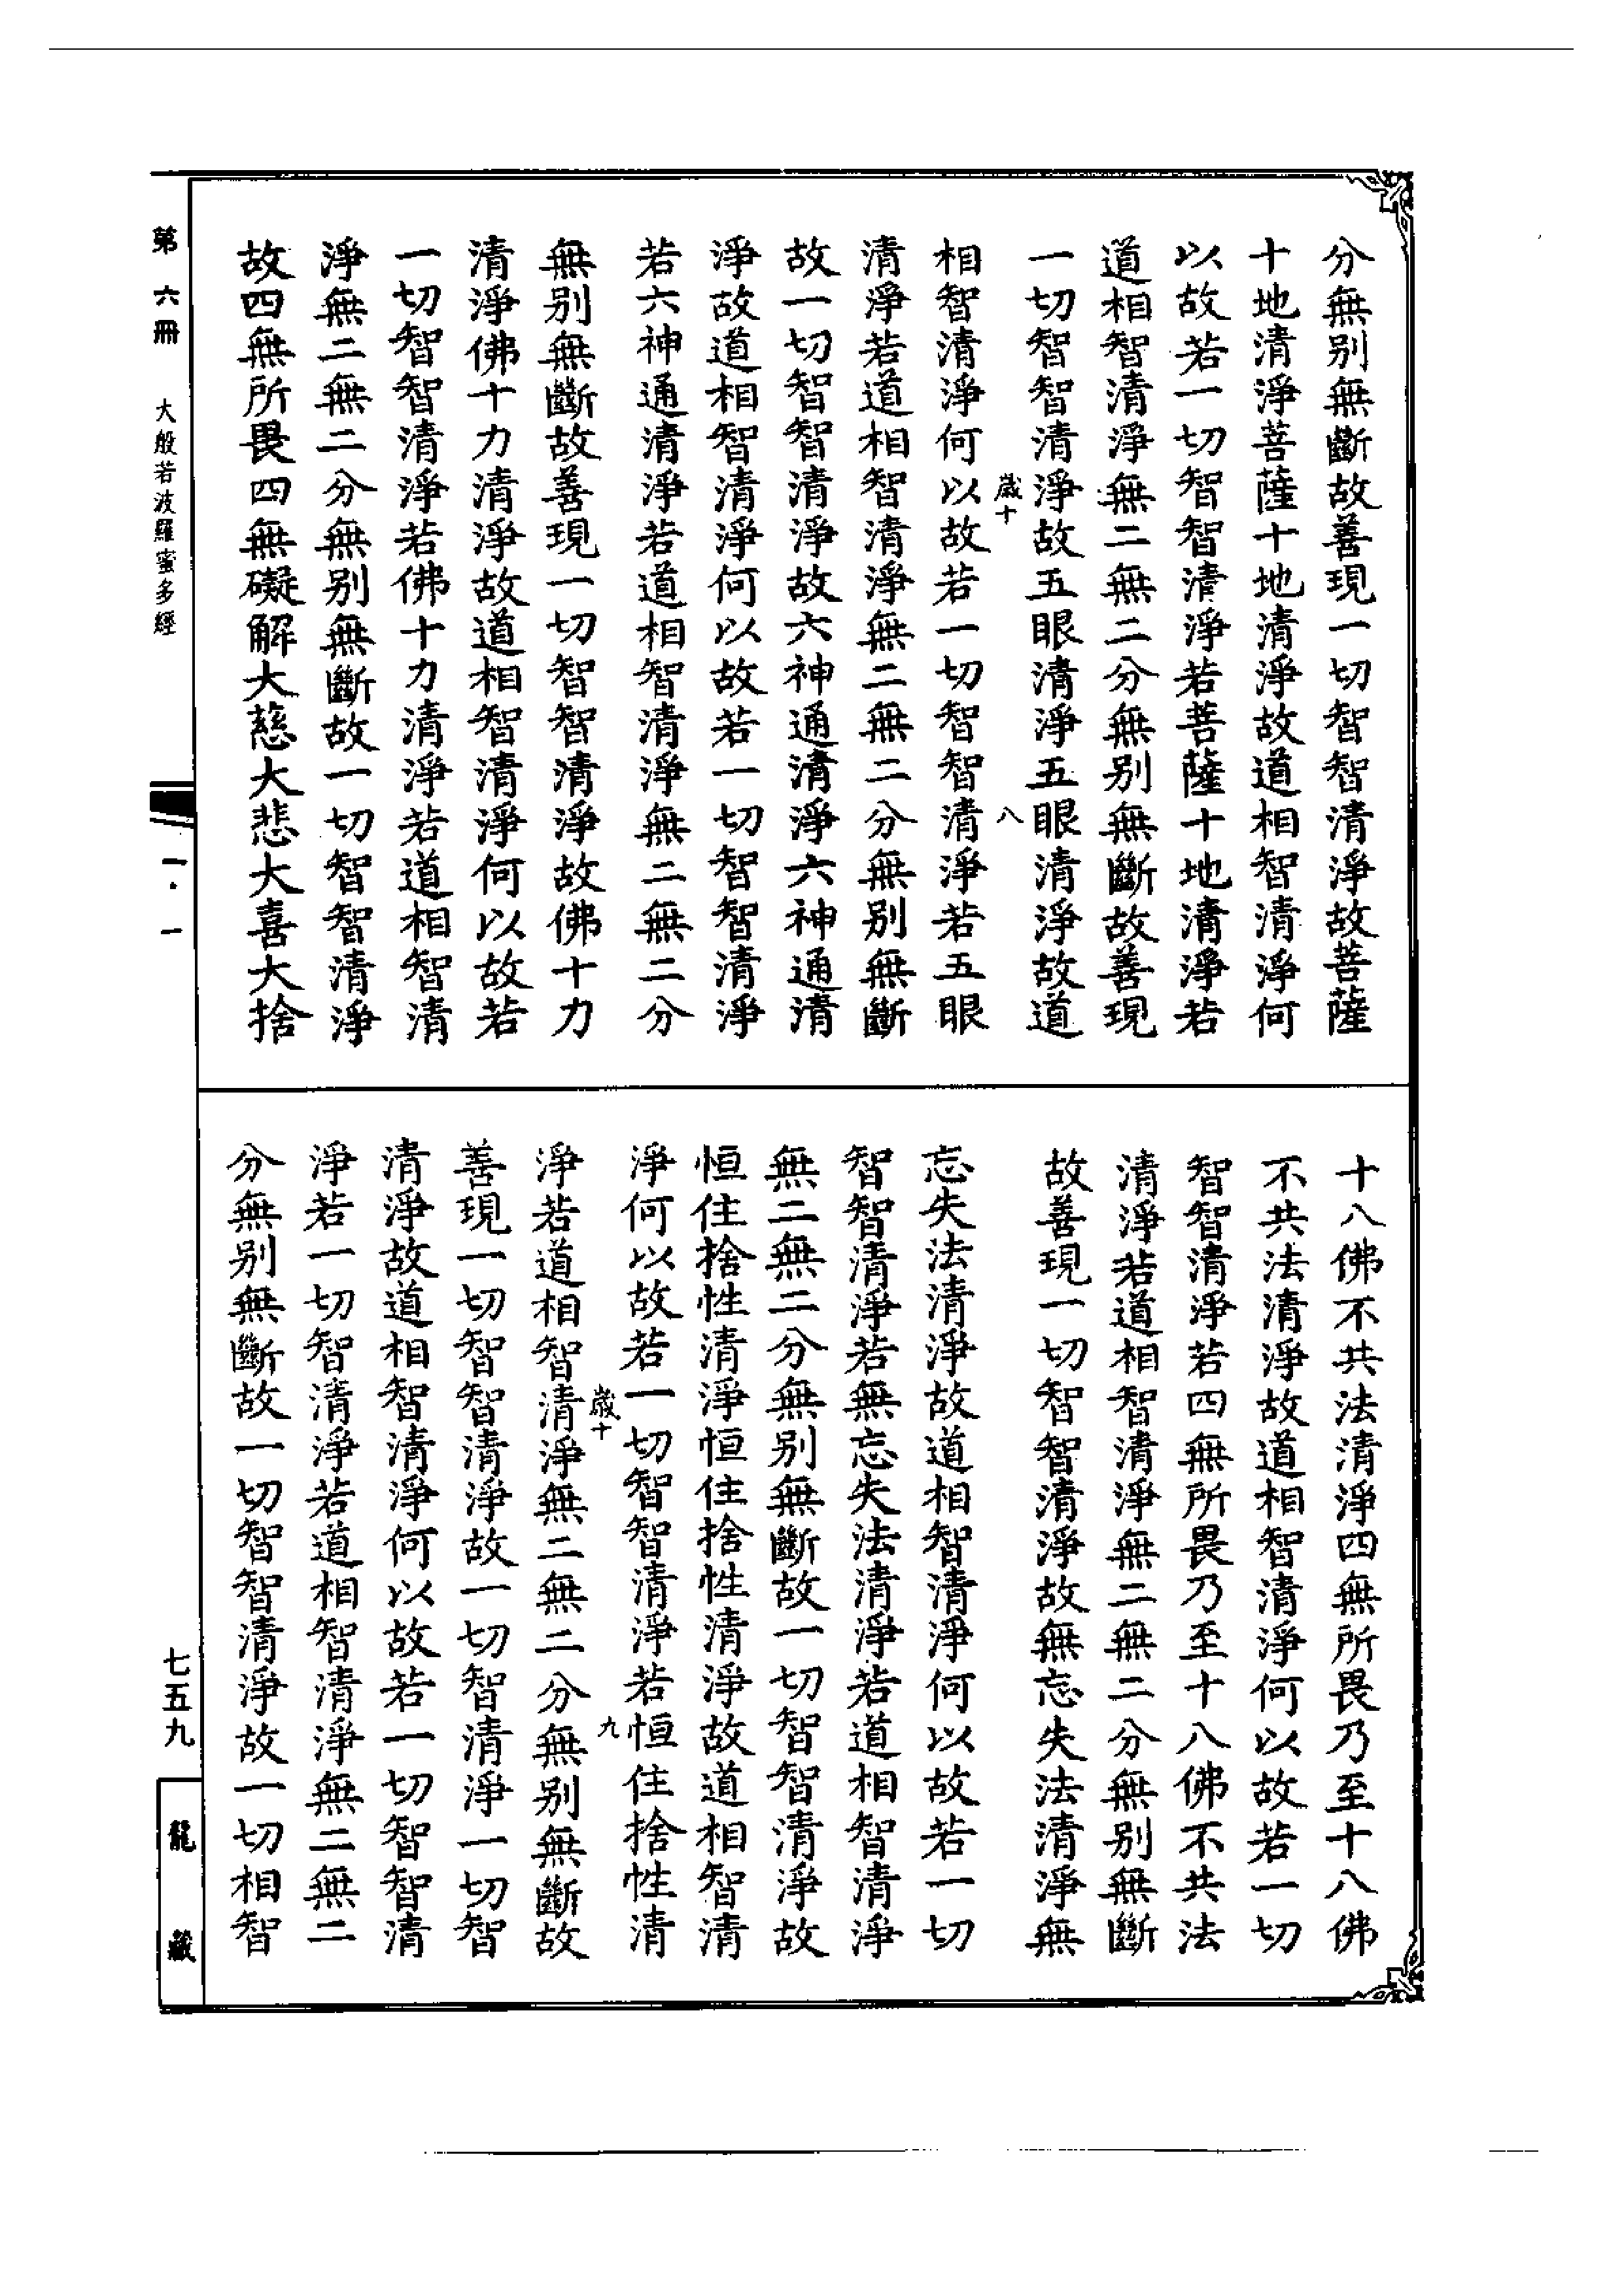 分無別無斷故善現一切智智清淨故菩薩
十地清淨菩薩十地清淨故道相智清淨何
以故若一切智智清淨若菩薩十地清淨若
道相智清淨無二無二分無別無斷故善現
一切智智清淨故五眼清淨五眼清淨故道
歲十 八
相智清淨何以故若一切智智清淨若五眼
清淨若道相智清淨無二無二分無別無斷
故一切智智清淨故六神通清淨六神通清
淨故道相智清淨何以故若一切智智清淨
若六神通清淨若道相智清淨無二無二分
無別無斷故善現一切智智清淨故佛十力
清淨佛十力清淨故道相智清淨何以故若
一切智智清淨若佛十力清淨若道相智清
淨無二無二分無別無斷故一切智智清淨
故四無所畏四無礙解大慈大悲大喜大捨
十八佛不共法清淨四無所畏乃至十八佛
不共法清淨故道相智清淨何以故若一切
智智清淨若四無所畏乃至十八佛不共法
清淨若道相智清淨無二無二分無別無斷
故善現一切智智清淨故無忘失法清淨無
忘失法清淨故道相智清淨何以故若一切
智智清淨若無忘失法清淨若道相智清淨
無二無二分無別無斷故一切智智清淨故
恒住捨性清淨恒住捨性清淨故道相智清
淨何以故若一切智智清淨若恒住捨性清
歲十 九
淨若道相智清淨無二無二分無別無斷故
善現一切智智清淨故一切智清淨一切智
清淨故道相智清淨何以故若一切智智清
淨若一切智清淨若道相智清淨無二無二
分無別無斷故一切智智清淨故一切相智
第六冊 大般若波羅蜜多經
一·一
七五九
龍藏